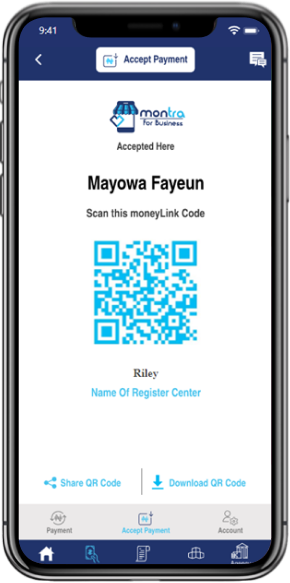 9:41
Accept Payment
montra
for Business
Accepted Here
Mayowa Fayeun
Scan this moneyLink Code
Riley
Name Of Register Center
Share QR Code
Download QR Code
Payment
Accept Payment
Account